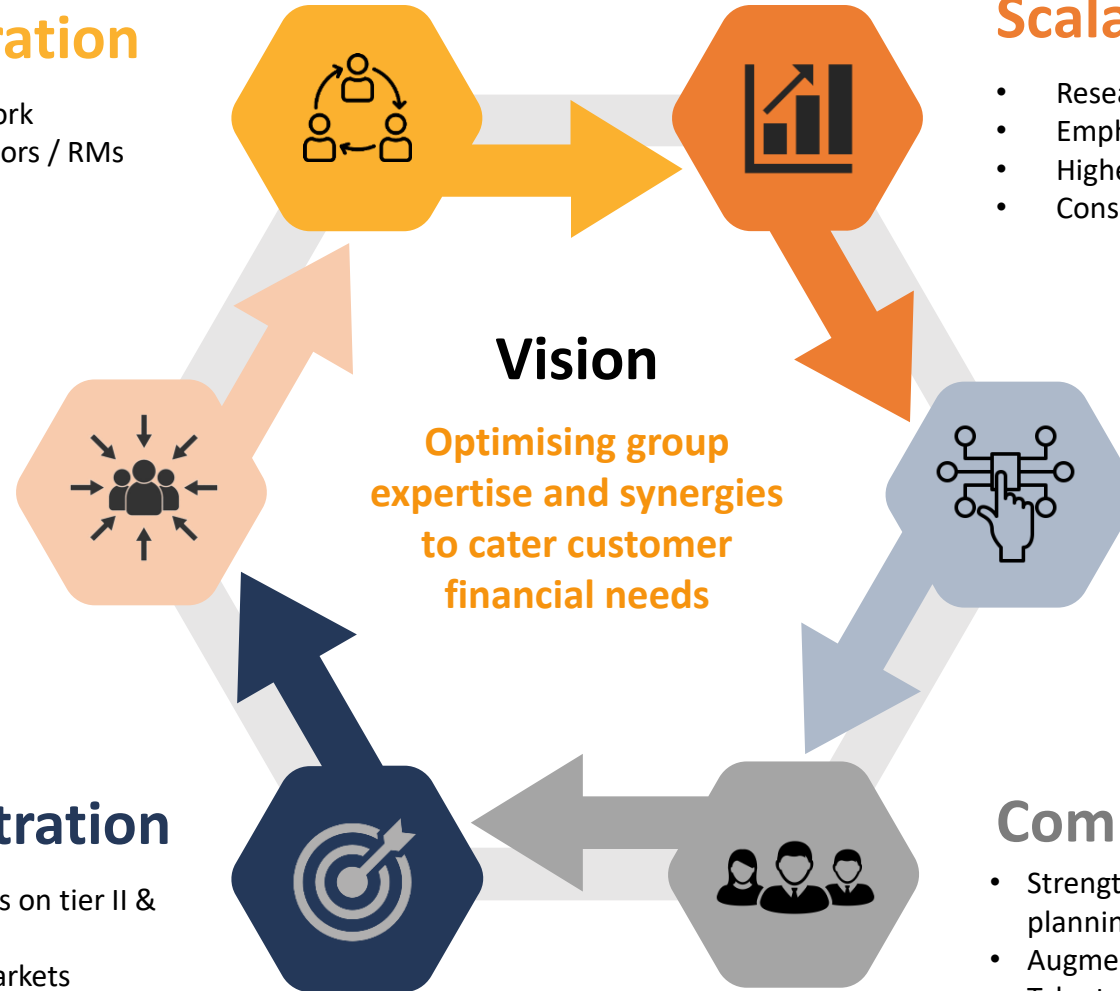 ration
Scala
ork
ors / RMs
• Resea
• Emph
• Highe
• Cons
Vision
Optimising group
expertise and synergies
to cater customer
financial needs
tration
s on tier II &
arkets
Com
• Strengt
plannin
• Augme